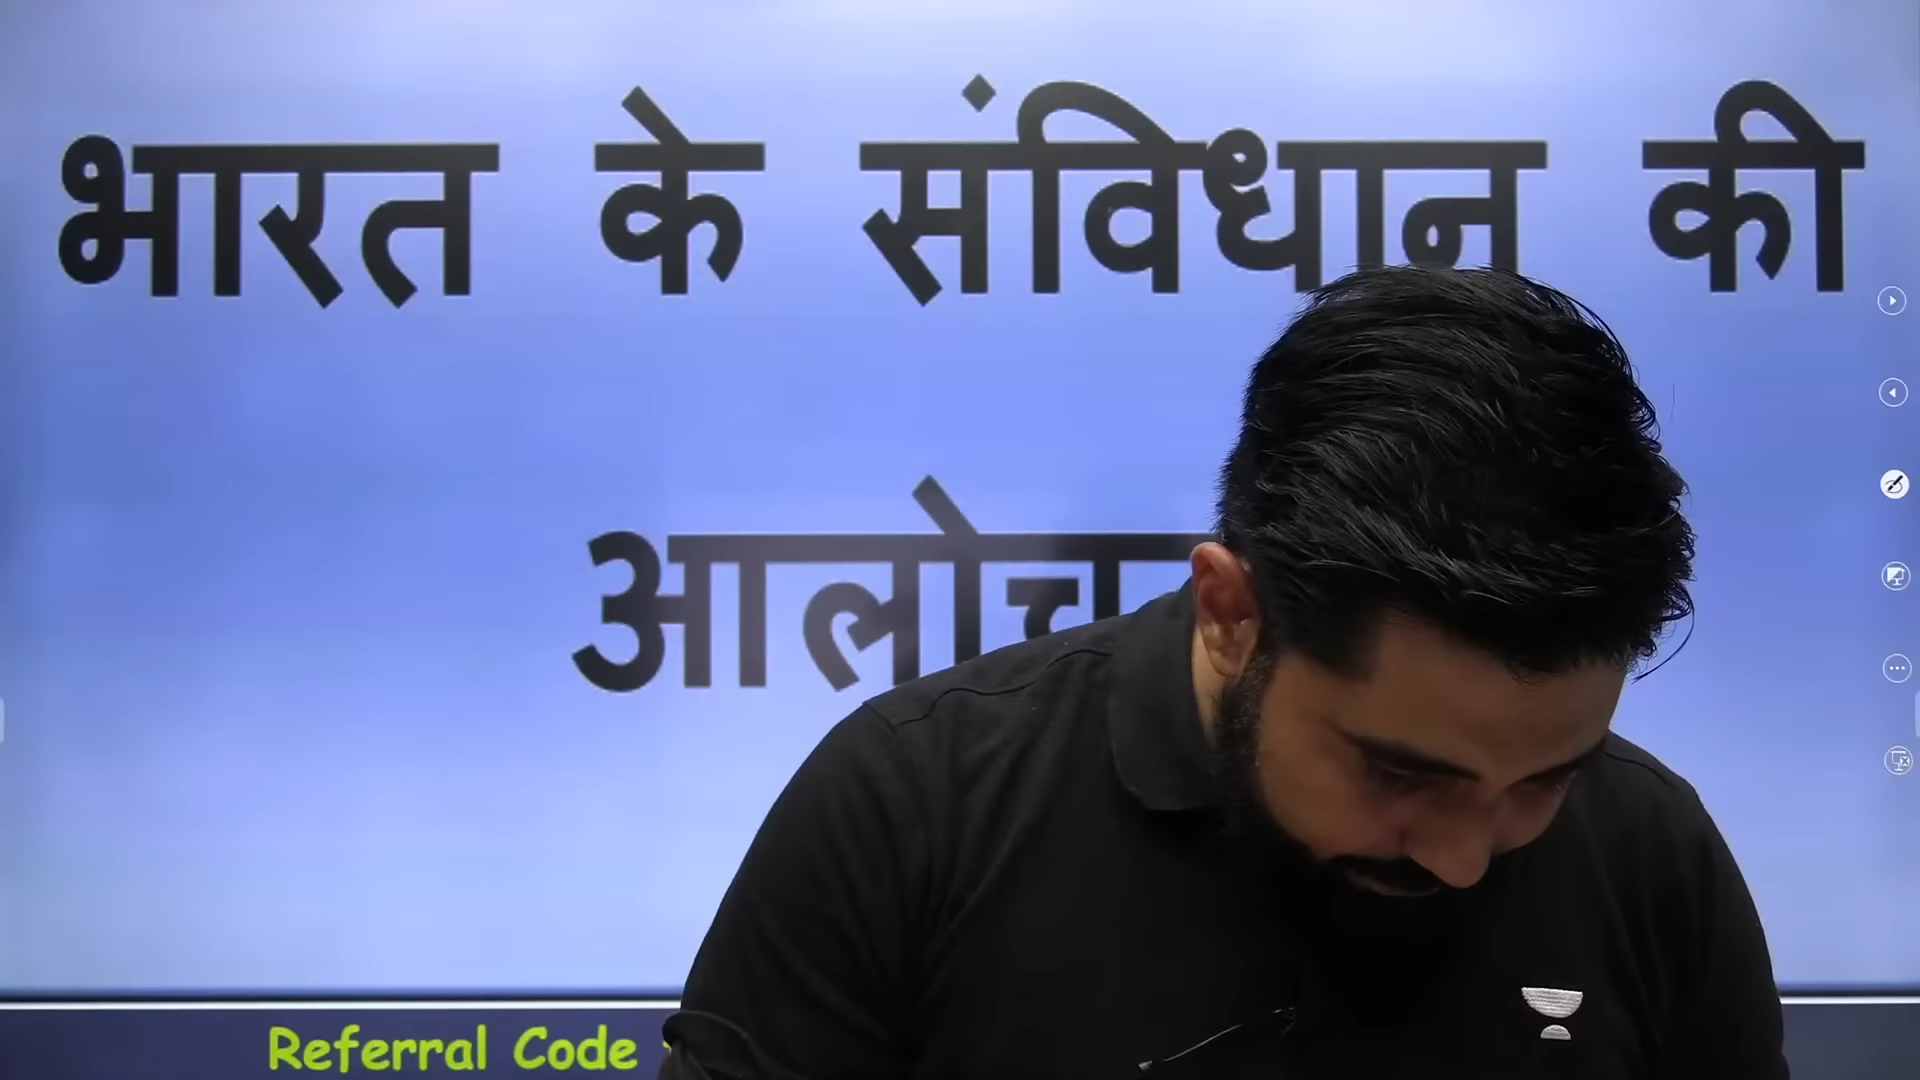 भारत के संविधान की
Referral Code